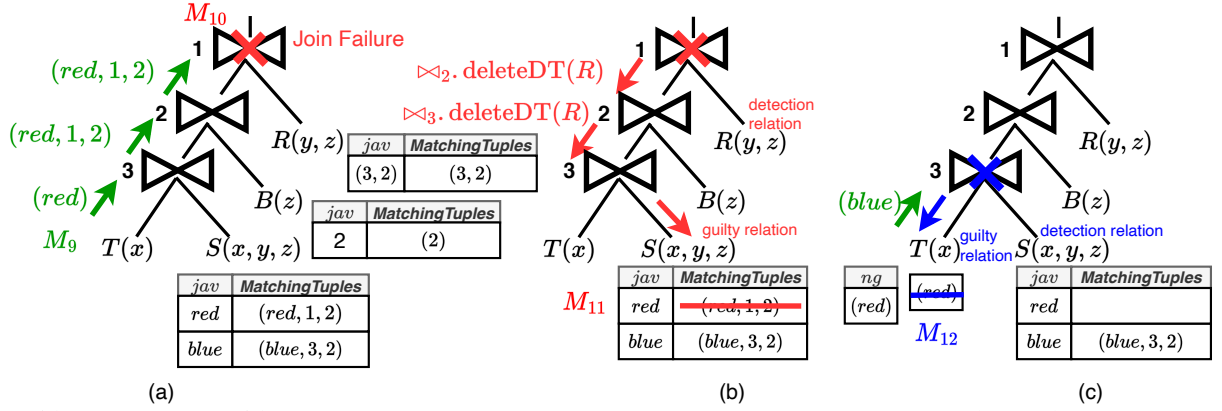 M₁₀
1
Join Failure
(red, 1, 2)
2
(red, 1, 2)
R(y, z)
3
(red)
B(z)
M₉
T(x)
S(x, y, z)
jav MatchingTuples
(3, 2) (3, 2)
jav MatchingTuples
2 (2)
jav MatchingTuples
red (red, 1, 2)
blue (blue, 3, 2)
(a)
1
⋈₂.deleteDT(R)
2
detection
relation
⋈₃.deleteDT(R)
R(y, z)
3
B(z)
guilty relation
T(x)
S(x, y, z)
jav MatchingTuples
M₁₁
red (red, 1, 2)
blue (blue, 3, 2)
(b)
1
2
R(y, z)
3
(blue)
B(z)
T(x)
guilty
relation
detection relation
S(x, y, z)
ng
(red)
(red)
M₁₂
jav MatchingTuples
red
blue (blue, 3, 2)
(c)